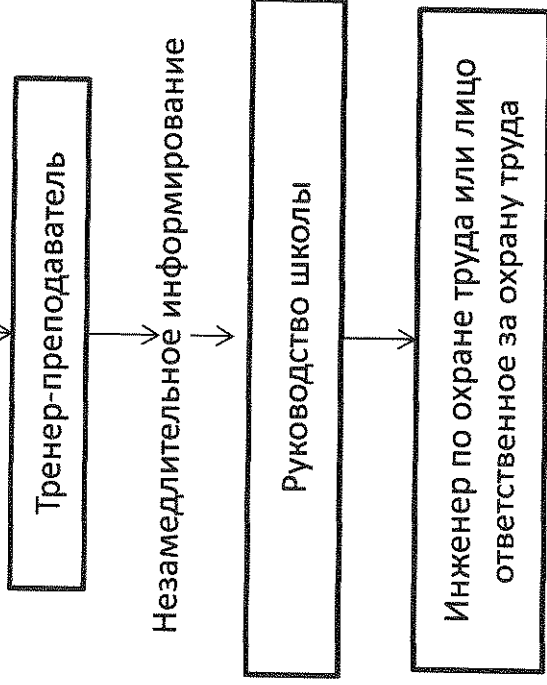 Тренер-преподаватель
Незамедлительное информирование
Руководство школы
Инженер по охране труда или лицо
ответственное за охрану труда